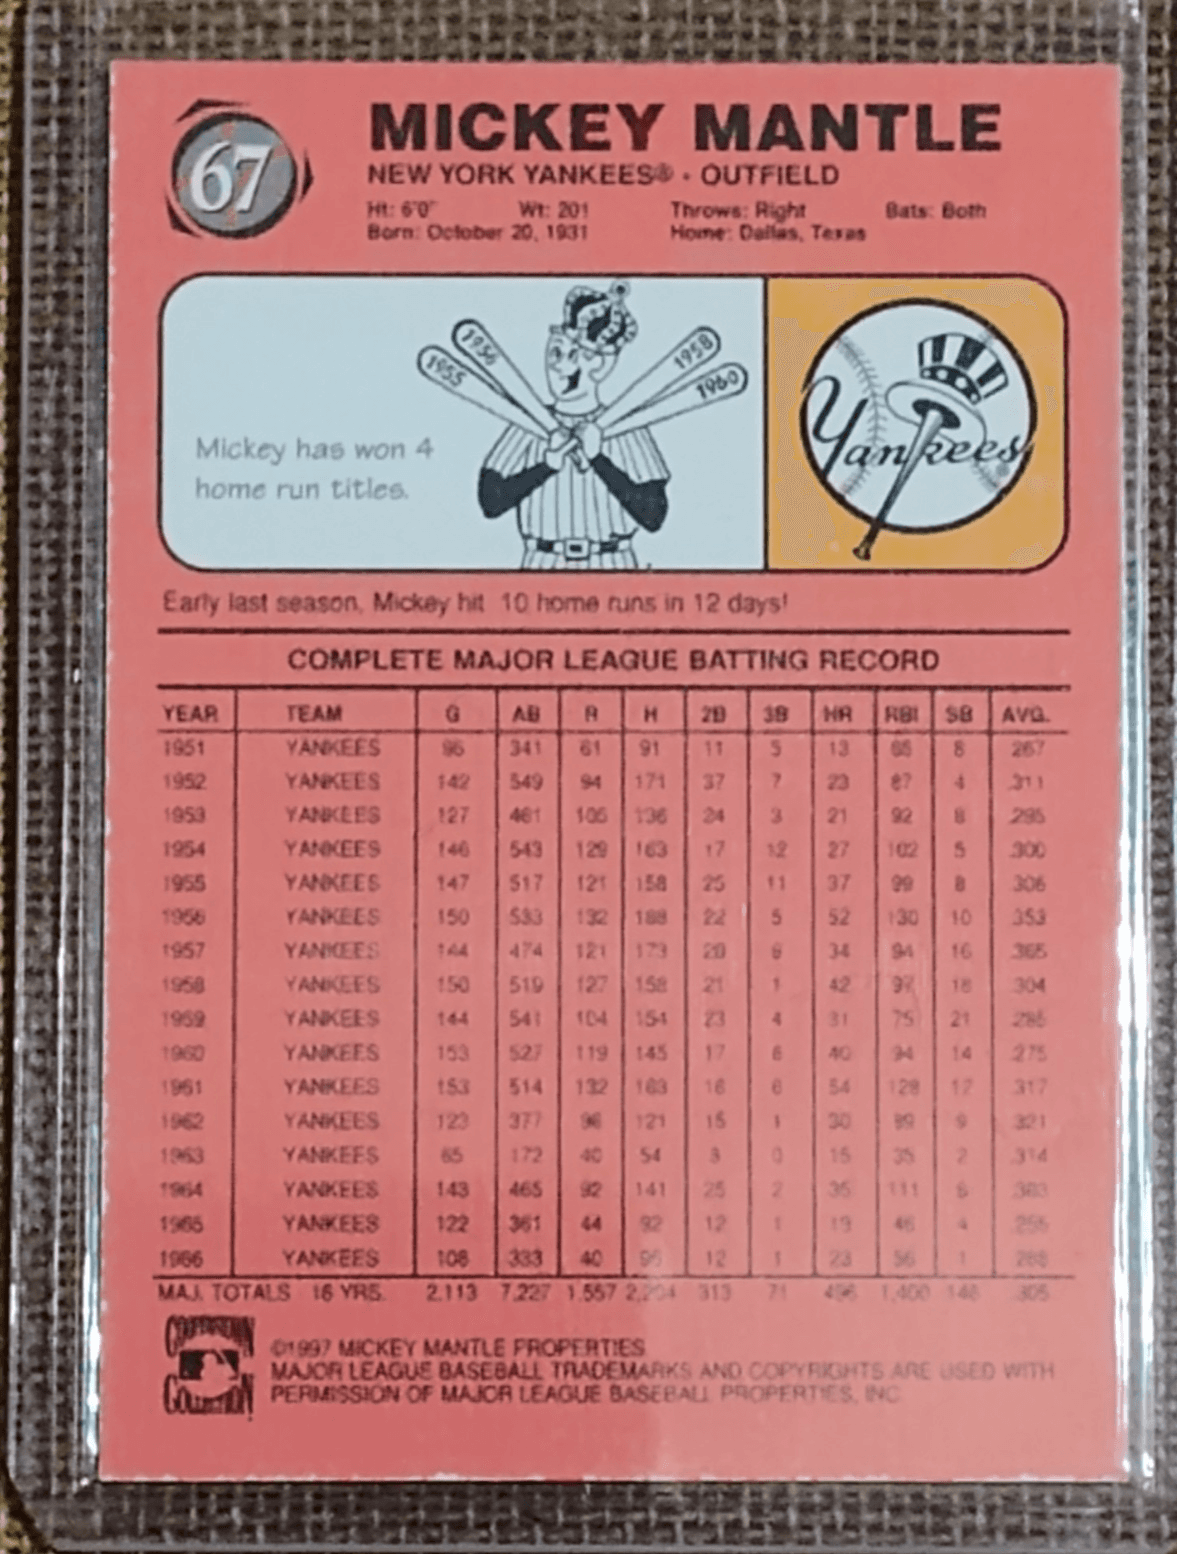 67
MICKEY MANTLE
NEW YORK YANKEES® • OUTFIELD
Ht: 6'0" Wt: 201 Throws: Right Bats: Both
Born: October 20, 1931 Home: Dallas, Texas
1956
1955
1958
1960
Mickey has won 4
home run titles.
Yankees
Early last season, Mickey hit 10 home runs in 12 days!
COMPLETE MAJOR LEAGUE BATTING RECORD
YEAR TEAM G AB R H 2B 3B HR RBI SB AVG.
1951 YANKEES 96 341 61 91 11 5 13 65 8 .267
1952 YANKEES 142 549 94 171 37 7 23 87 4 .311
1953 YANKEES 127 461 105 136 24 3 21 92 8 .295
1954 YANKEES 146 543 129 163 17 12 27 102 5 .300
1955 YANKEES 147 517 121 158 25 11 37 99 8 .306
1956 YANKEES 150 533 132 188 22 5 52 130 10 .353
1957 YANKEES 144 474 121 173 28 6 34 94 16 .365
1958 YANKEES 150 519 127 158 21 1 42 97 18 .304
1959 YANKEES 144 541 104 154 23 4 31 75 21 .285
1960 YANKEES 153 527 119 145 17 6 40 94 14 .275
1961 YANKEES 153 514 132 163 16 6 54 128 12 .317
1962 YANKEES 123 377 96 121 15 1 30 89 9 .321
1963 YANKEES 65 172 40 54 8 0 15 35 2 .314
1964 YANKEES 143 465 92 141 25 2 35 111 6 .303
1965 YANKEES 122 361 44 92 12 1 19 46 4 .255
1966 YANKEES 108 333 40 96 12 1 23 56 1 .288
MAJ. TOTALS 16 YRS. 2,113 7,227 1,557 2,204 313 71 496 1,400 .305
COOPERSTOWN
COLLECTION
©1997 MICKEY MANTLE PROPERTIES
MAJOR LEAGUE BASEBALL TRADEMARKS AND COPYRIGHTS ARE USED WITH
PERMISSION OF MAJOR LEAGUE BASEBALL PROPERTIES, INC.